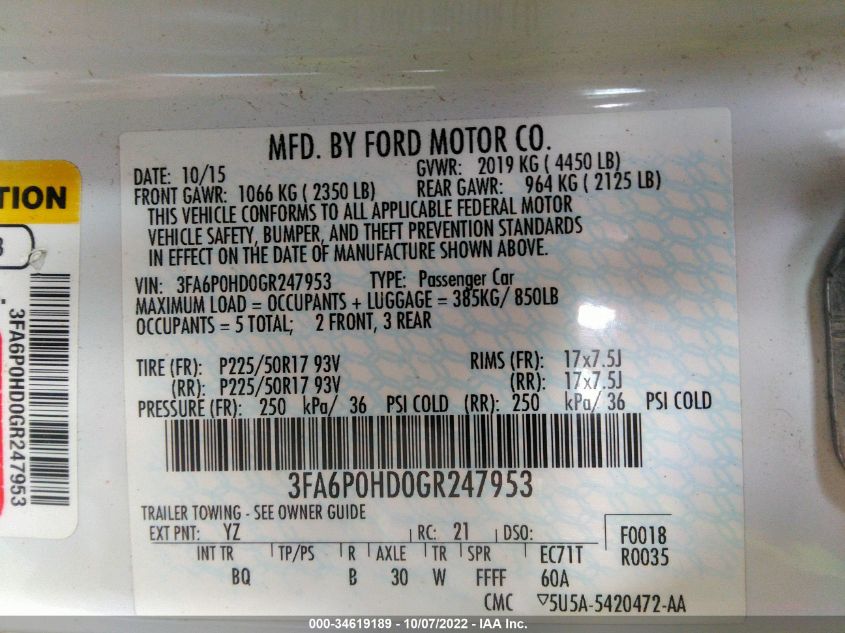 MFD. BY FORD MOTOR CO.
DATE: 10/15 GVWR: 2019 KG ( 4450 LB)
FRONT GAWR: 1066 KG ( 2350 LB) REAR GAWR: 964 KG ( 2125 LB)
THIS VEHICLE CONFORMS TO ALL APPLICABLE FEDERAL MOTOR
VEHICLE SAFETY, BUMPER, AND THEFT PREVENTION STANDARDS
IN EFFECT ON THE DATE OF MANUFACTURE SHOWN ABOVE.
VIN: 3FA6P0HD0GR247953 TYPE: Passenger Car
MAXIMUM LOAD = OCCUPANTS + LUGGAGE = 385KG/ 850LB
OCCUPANTS = 5 TOTAL; 2 FRONT, 3 REAR
TIRE (FR): P225/50R17 93V RIMS (FR): 17x7.5J
(RR): P225/50R17 93V (RR): 17x7.5J
PRESSURE (FR): 250 kPa/ 36 PSI COLD (RR): 250 kPa/ 36 PSI COLD
3FA6P0HD0GR247953
TRAILER TOWING - SEE OWNER GUIDE
EXT PNT: YZ RC: 21 DSO: F0018
R0035
INT TR TP/PS R AXLE TR SPR EC71T
BQ B 30 W FFFF 60A
CMC ▽5U5A-5420472-AA
TION
3FA6P0HD0GR247953
000-34619189 - 10/07/2022 - IAA Inc.